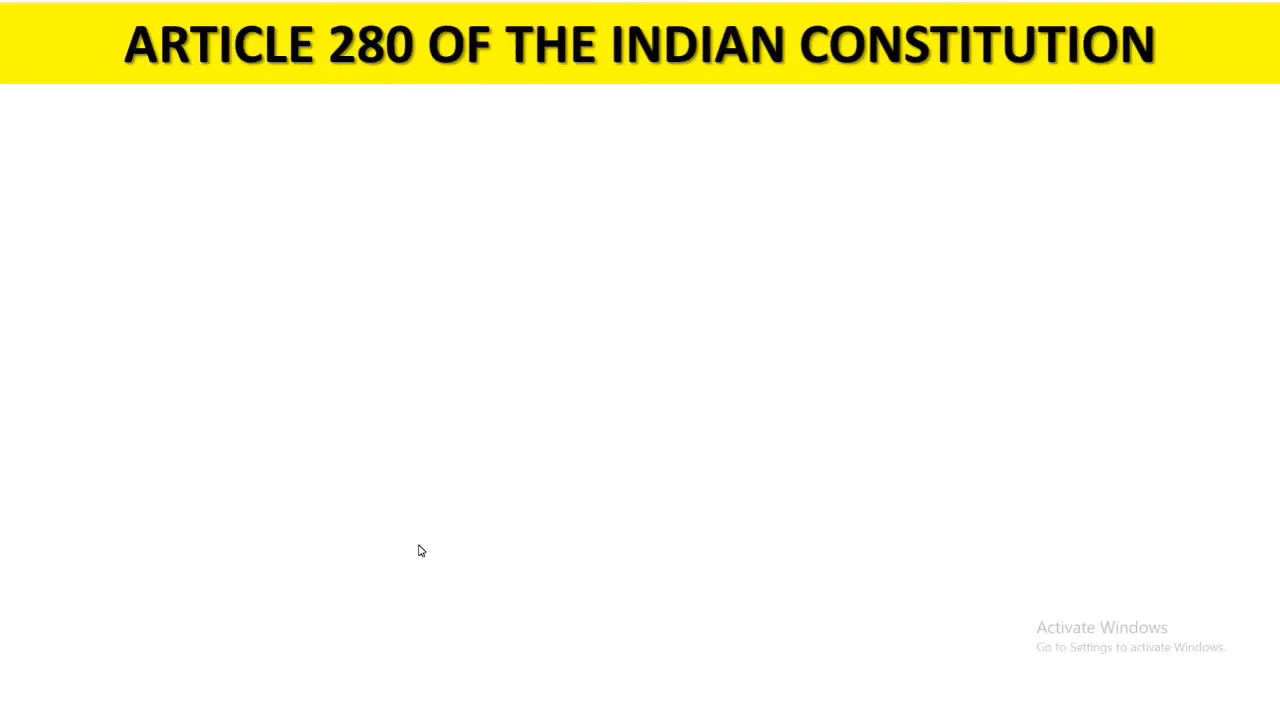 ARTICLE 280 OF THE INDIAN CONSTITUTION
Activate Windows
Go to Settings to activate Windows.